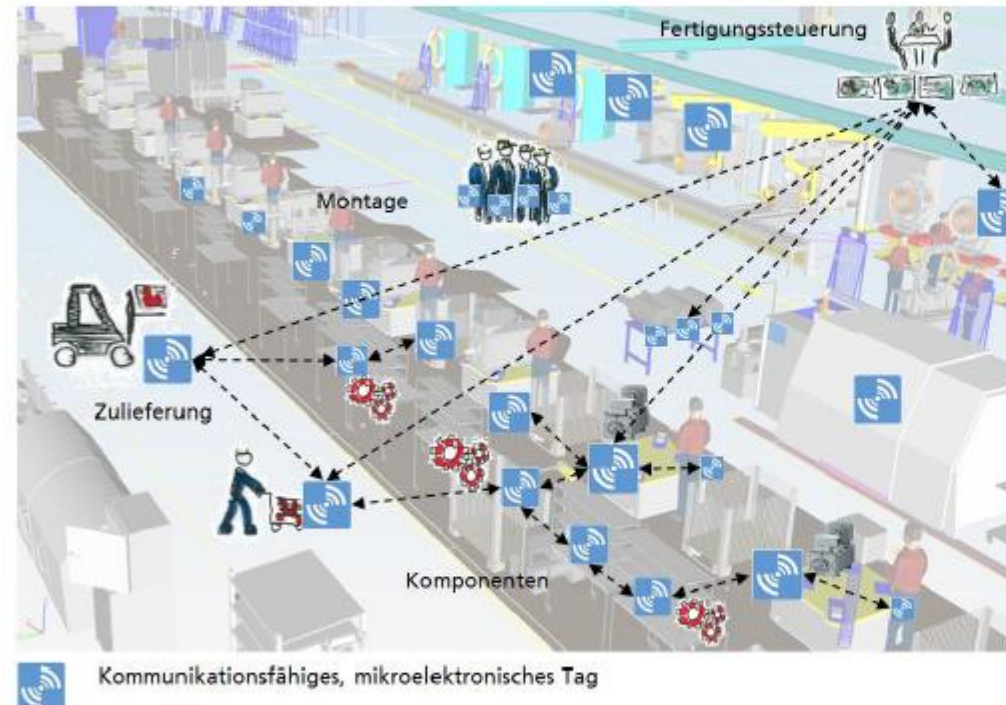 Fertigungssteuerung
Montage
Zulieferung
Komponenten
Kommunikationsfähiges, mikroelektronisches Tag